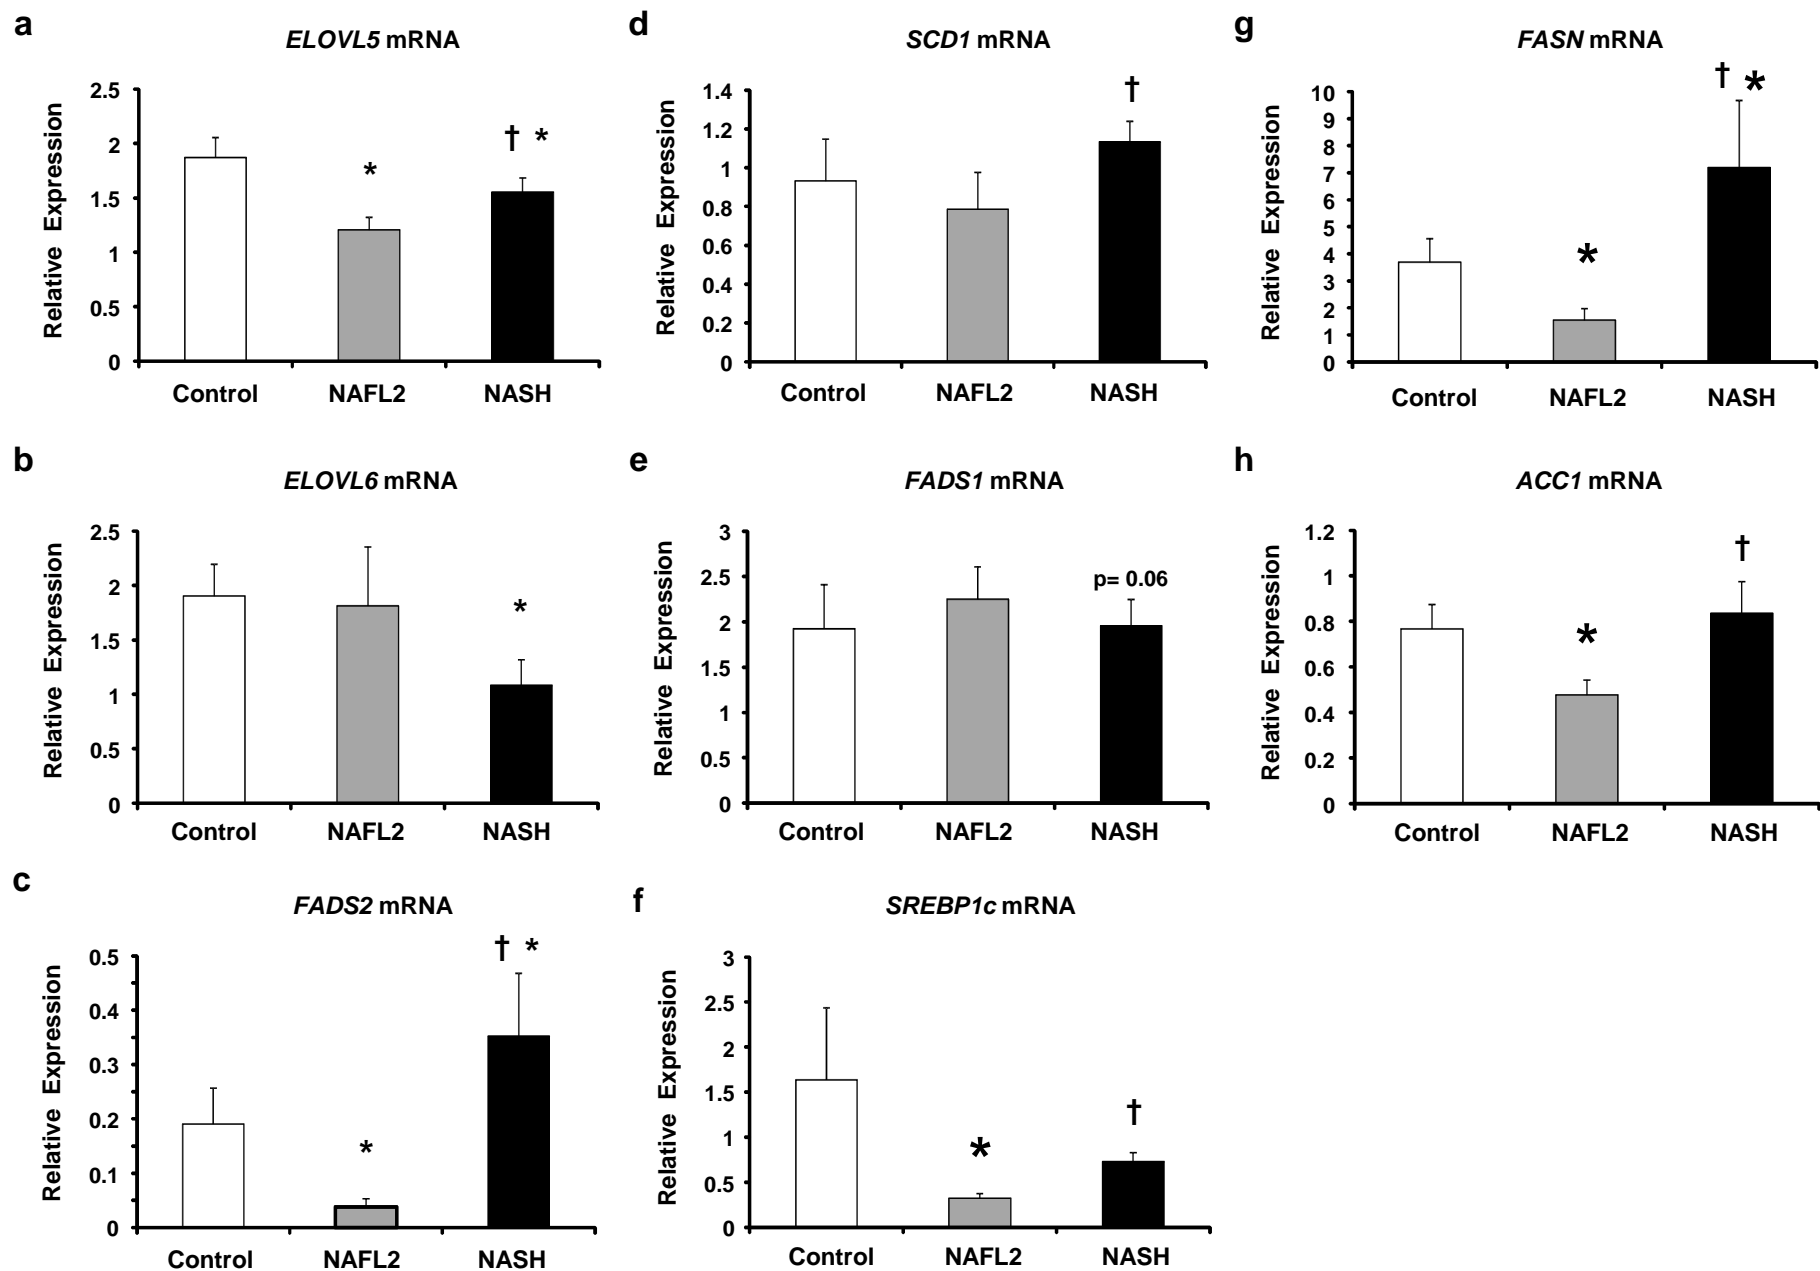 a
ELOVL5 mRNA
Relative Expression
2.5
2
1.5
1
0.5
0
*
† *
Control NAFL2 NASH
b
ELOVL6 mRNA
Relative Expression
2.5
2
1.5
1
0.5
0
*
Control NAFL2 NASH
c
FADS2 mRNA
Relative Expression
0.5
0.4
0.3
0.2
0.1
0
*
† *
Control NAFL2 NASH
d
SCD1 mRNA
Relative Expression
1.4
1.2
1
0.8
0.6
0.4
0.2
0
†
Control NAFL2 NASH
e
FADS1 mRNA
Relative Expression
3
2.5
2
1.5
1
0.5
0
p= 0.06
Control NAFL2 NASH
f
SREBP1c mRNA
Relative Expression
3
2.5
2
1.5
1
0.5
0
*
†
Control NAFL2 NASH
g
FASN mRNA
Relative Expression
10
9
8
7
6
5
4
3
2
1
0
*
† *
Control NAFL2 NASH
h
ACC1 mRNA
Relative Expression
1.2
1
0.8
0.6
0.4
0.2
0
*
†
Control NAFL2 NASH